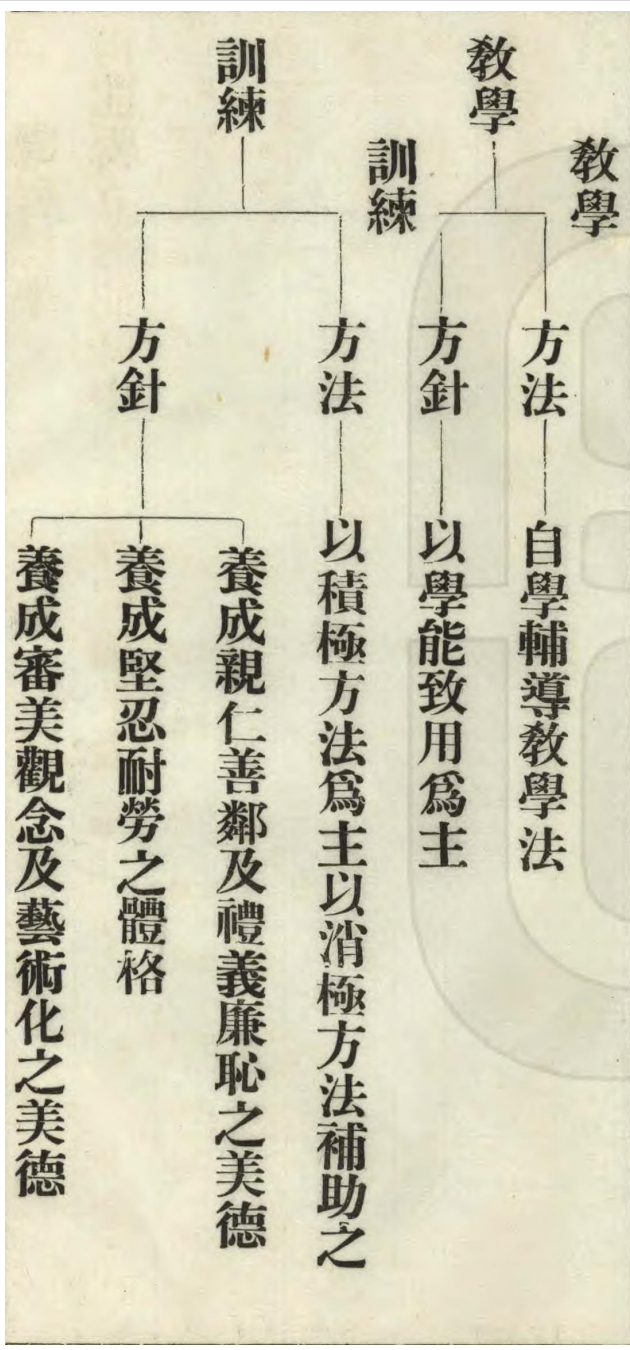 教學
教學
方法
自學輔導教學法
方針
以學能致用爲主
訓練
訓練
方法
以積極方法爲主以消極方法補助之
方針
養成親仁善鄰及禮義廉恥之美德
養成堅忍耐勞之體格
養成審美觀念及藝術化之美德